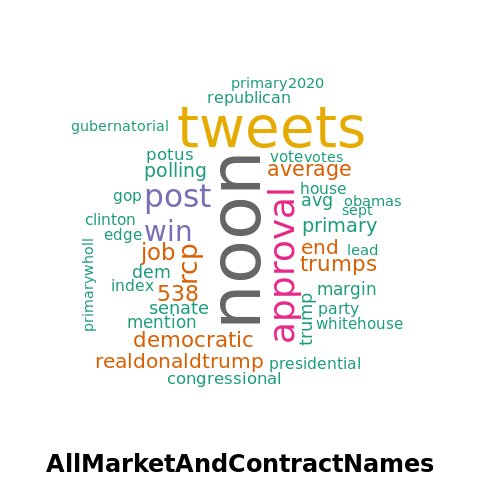 primary2020
republican
tweets
gubernatorial
noon
potus
votevotes
polling
average
gop
post
approval
house
avg
obamas
sept
clinton
win
edge
primary
primarywholl
job
rcp
end
lead
dem
trumps
index
538
margin
senate
trump
party
mention
whitehouse
democratic
realdonaldtrump
presidential
congressional
AllMarketAndContractNames